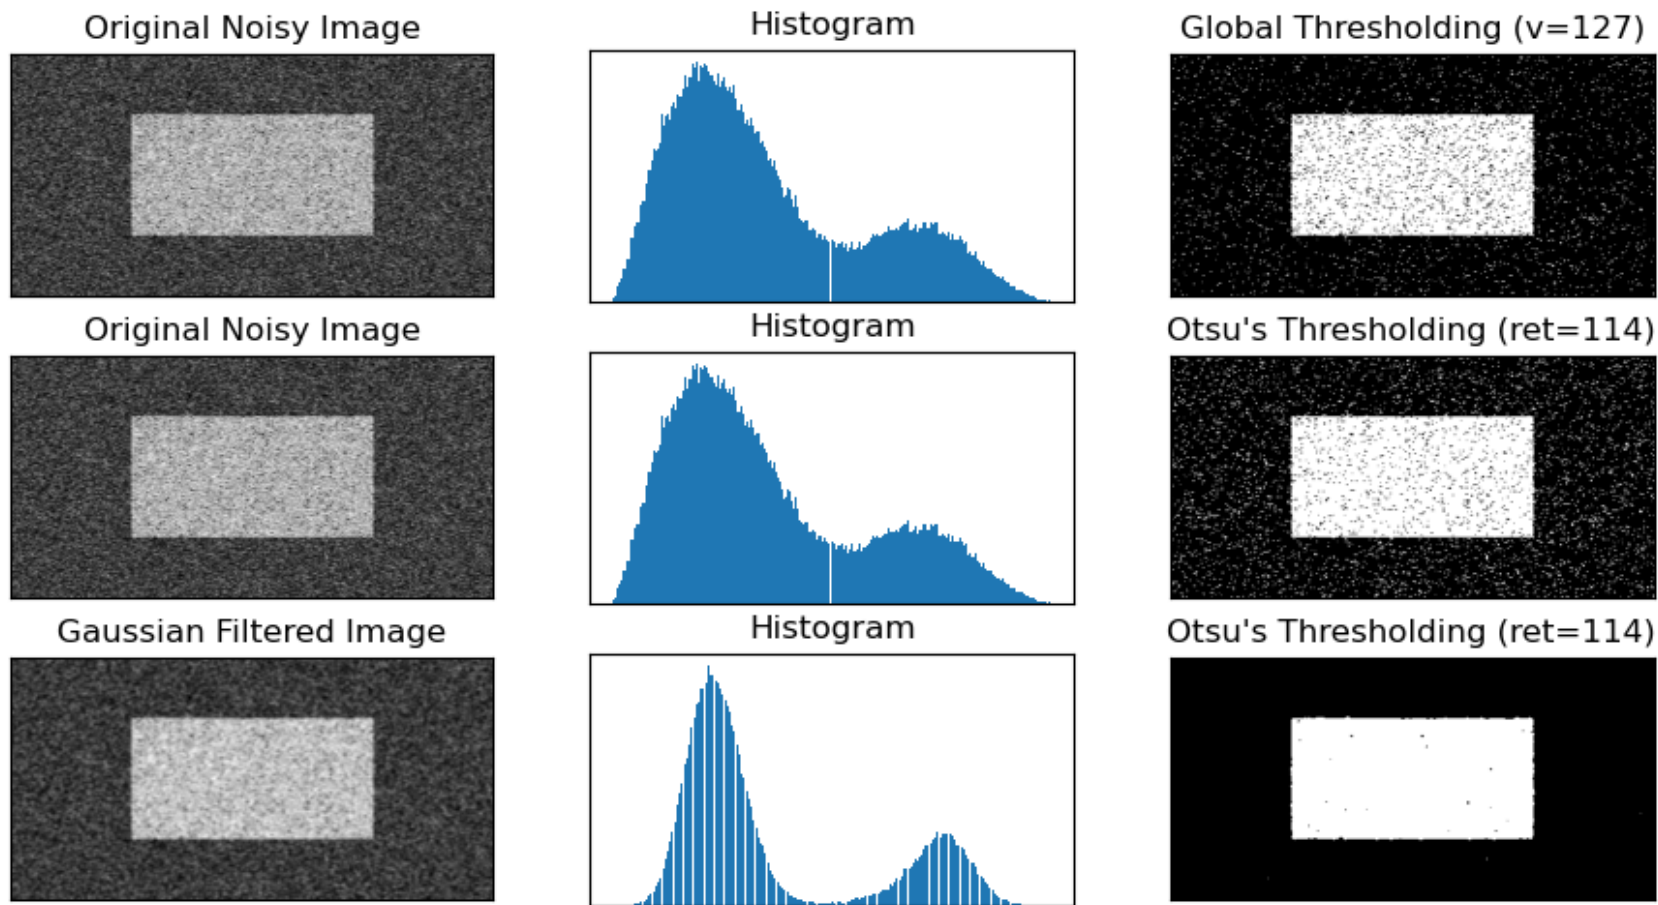 Original Noisy Image
Histogram
Global Thresholding (v=127)
Original Noisy Image
Histogram
Otsu's Thresholding (ret=114)
Gaussian Filtered Image
Histogram
Otsu's Thresholding (ret=114)